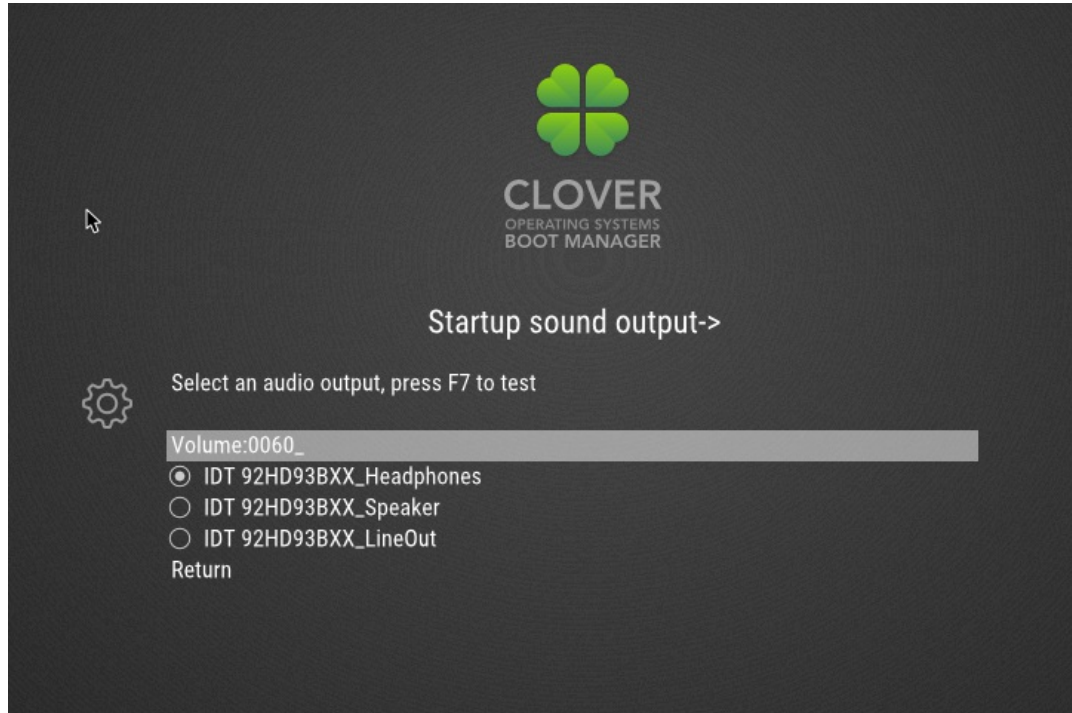 CLOVER
OPERATING SYSTEMS
BOOT MANAGER
Startup sound output->
Select an audio output, press F7 to test
Volume:0060_
IDT 92HD93BXX_Headphones
IDT 92HD93BXX_Speaker
IDT 92HD93BXX_LineOut
Return